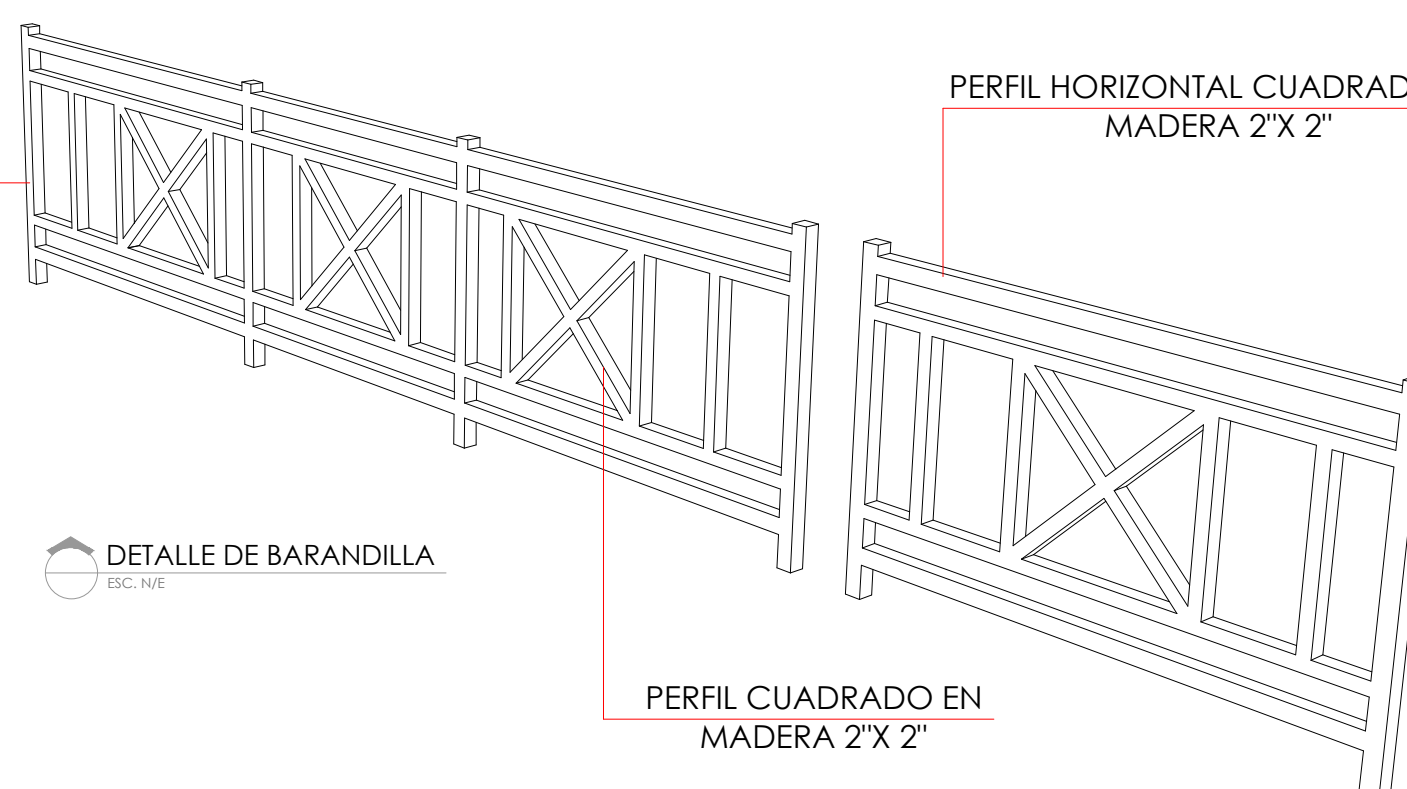 PERFIL HORIZONTAL CUADRAD
MADERA 2"X 2"
DETALLE DE BARANDILLA
ESC. N/E
PERFIL CUADRADO EN
MADERA 2"X 2"